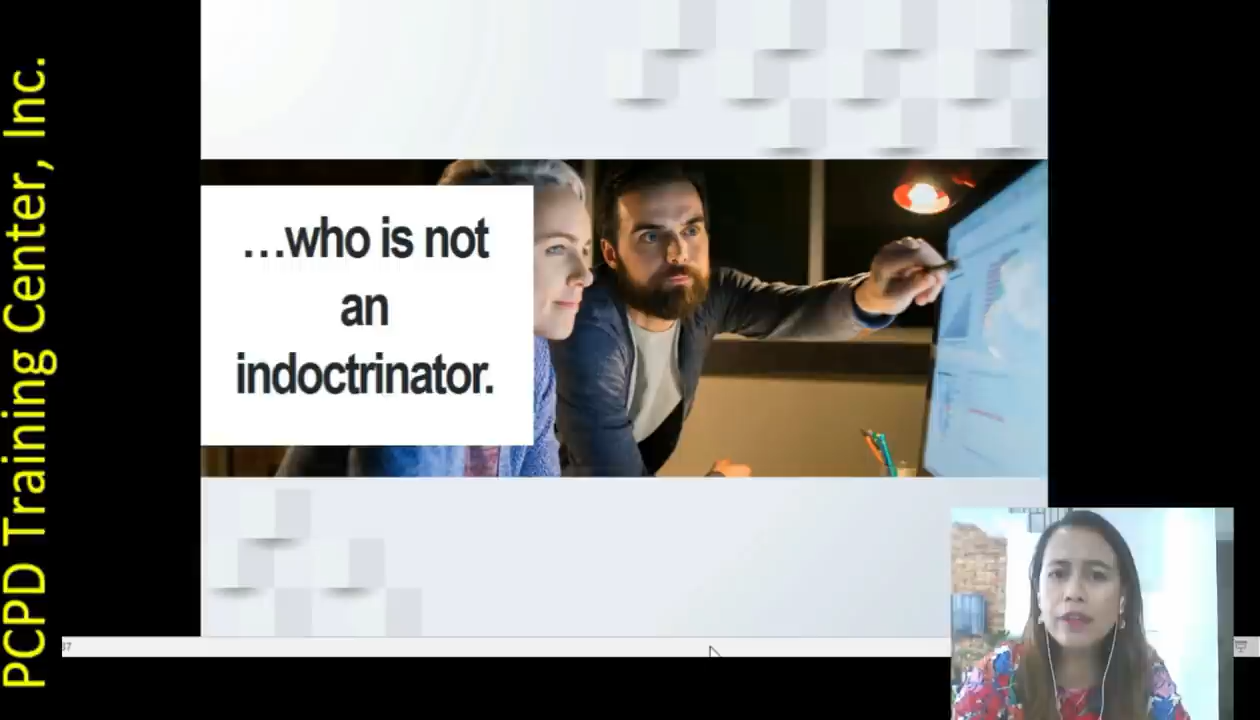 PCPD Training Center, Inc.
…who is not
an
indoctrinator.